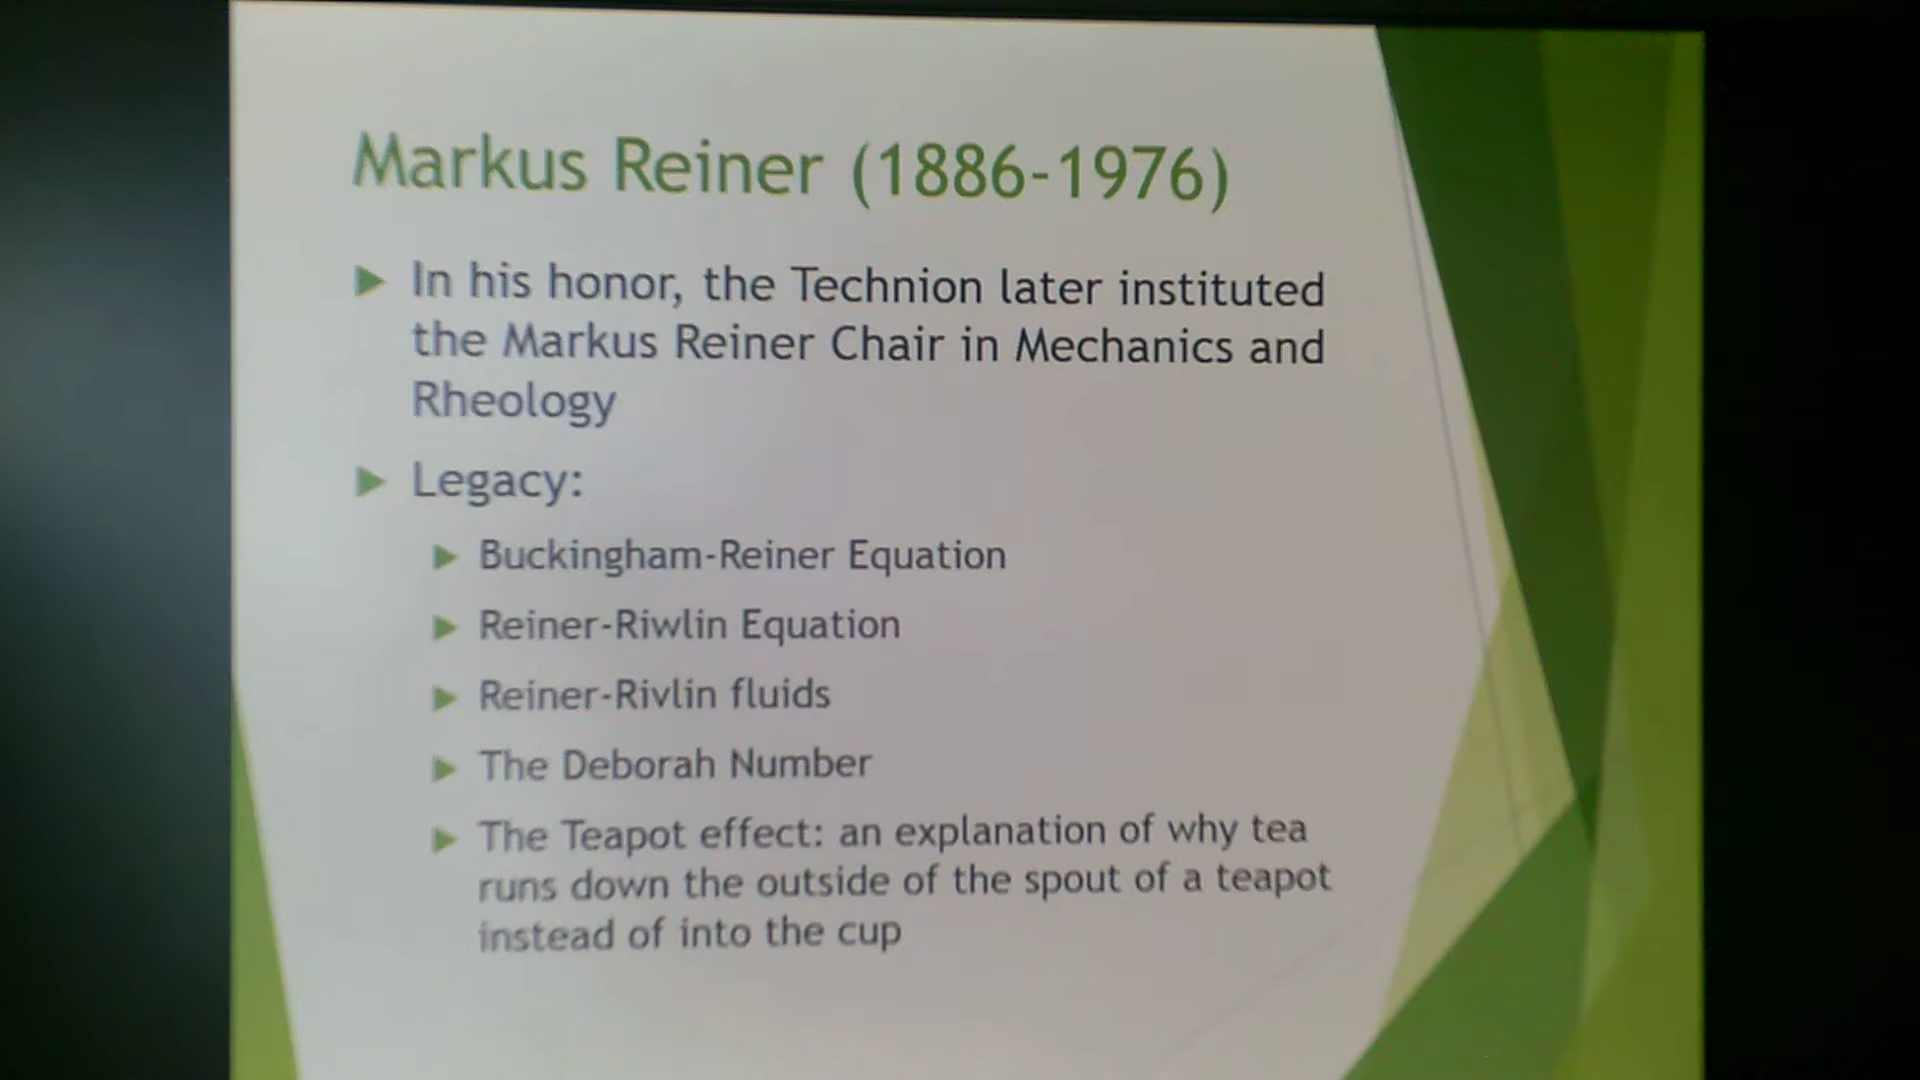 Markus Reiner (1886-1976)
In his honor, the Technion later instituted
the Markus Reiner Chair in Mechanics and
Rheology
Legacy:
Buckingham-Reiner Equation
Reiner-Riwlin Equation
Reiner-Rivlin fluids
The Deborah Number
The Teapot effect: an explanation of why tea
runs down the outside of the spout of a teapot
instead of into the cup